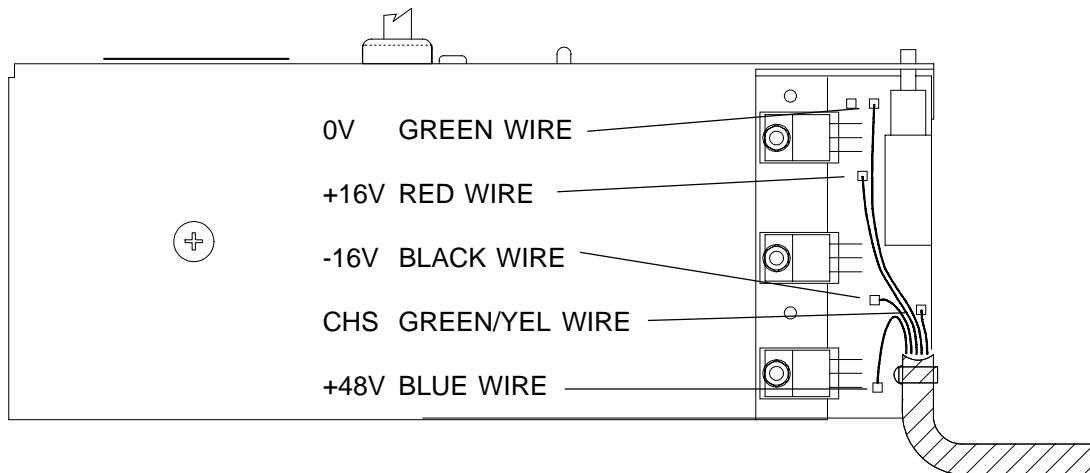 0V GREEN WIRE
+16V RED WIRE
-16V BLACK WIRE
CHS GREEN/YEL WIRE
+48V BLUE WIRE